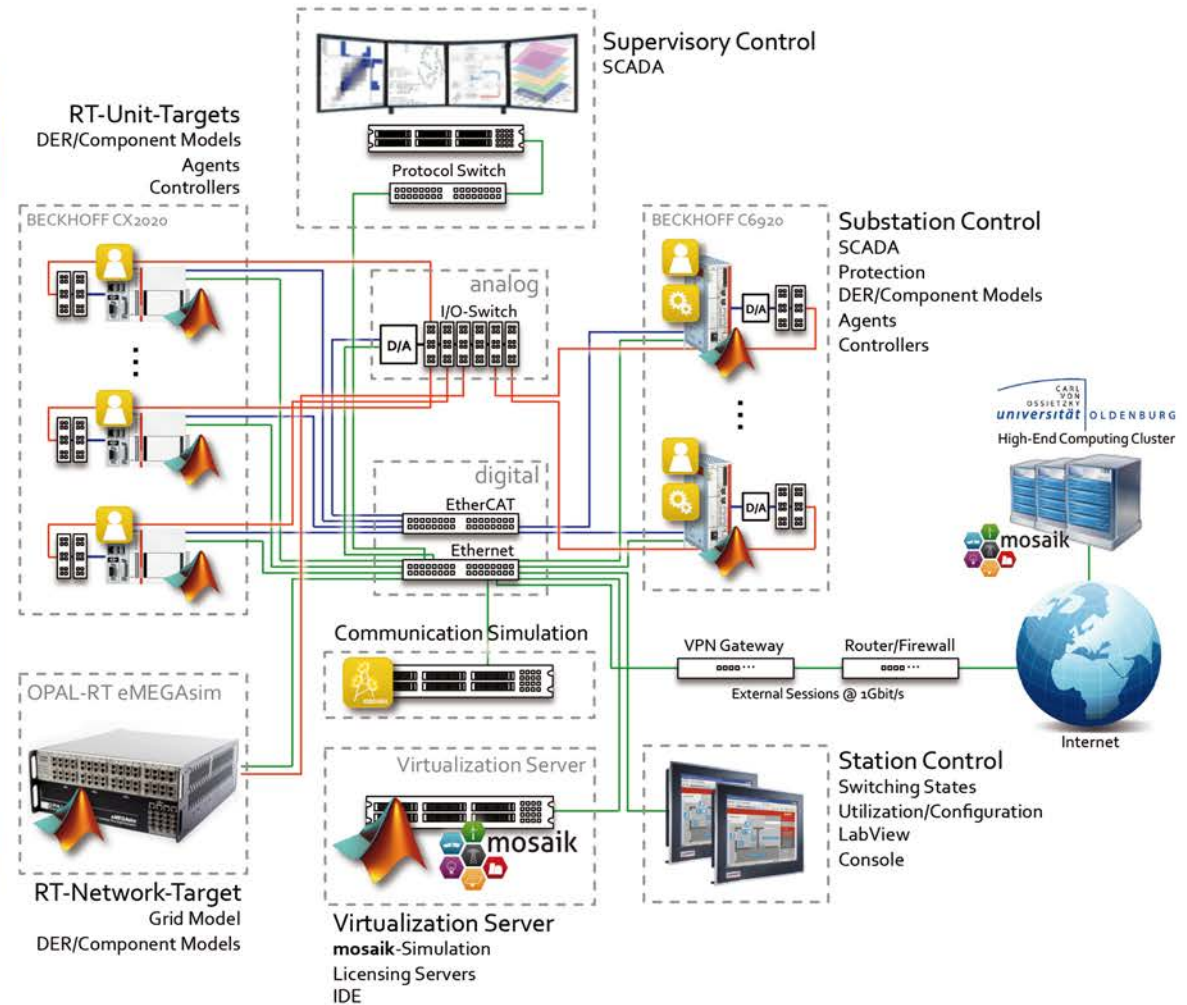 Supervisory Control
SCADA
Protocol Switch
RT-Unit-Targets
DER/Component Models
Agents
Controllers
BECKHOFF CX2020
analog
I/O-Switch
D/A
digital
EtherCAT
Ethernet
BECKHOFF C6920
D/A
D/A
Substation Control
SCADA
Protection
DER/Component Models
Agents
Controllers
CARL
VON
OSSIETZKY
universität OLDENBURG
High-End Computing Cluster
mosaik
Communication Simulation
VPN Gateway
Router/Firewall
External Sessions @ 1Gbit/s
Internet
OPAL-RT eMEGAsim
RT-Network-Target
Grid Model
DER/Component Models
Virtualization Server
mosaik
Virtualization Server
mosaik-Simulation
Licensing Servers
IDE
Station Control
Switching States
Utilization/Configuration
LabView
Console